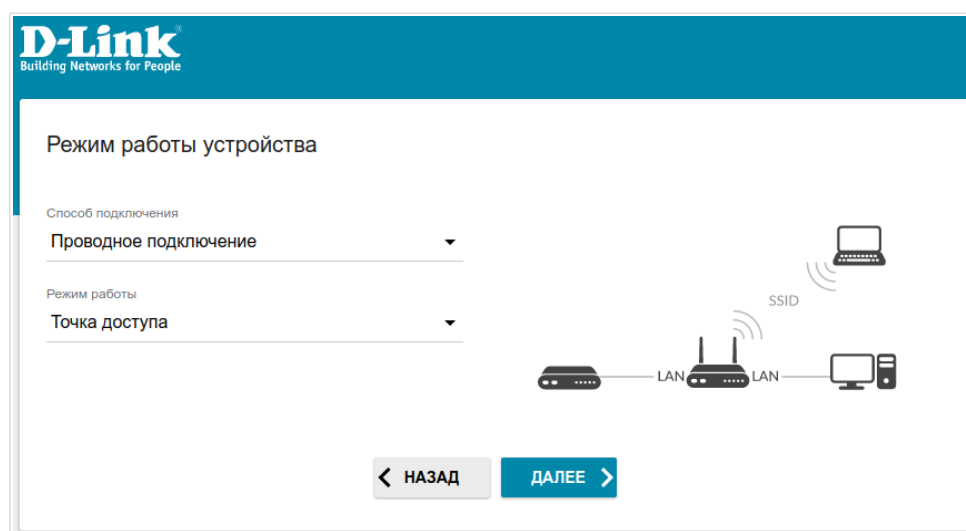 D-Link®
Building Networks for People
Режим работы устройства
Способ подключения
Проводное подключение
Режим работы
Точка доступа
SSID
LAN
LAN
НАЗАД
ДАЛЕЕ